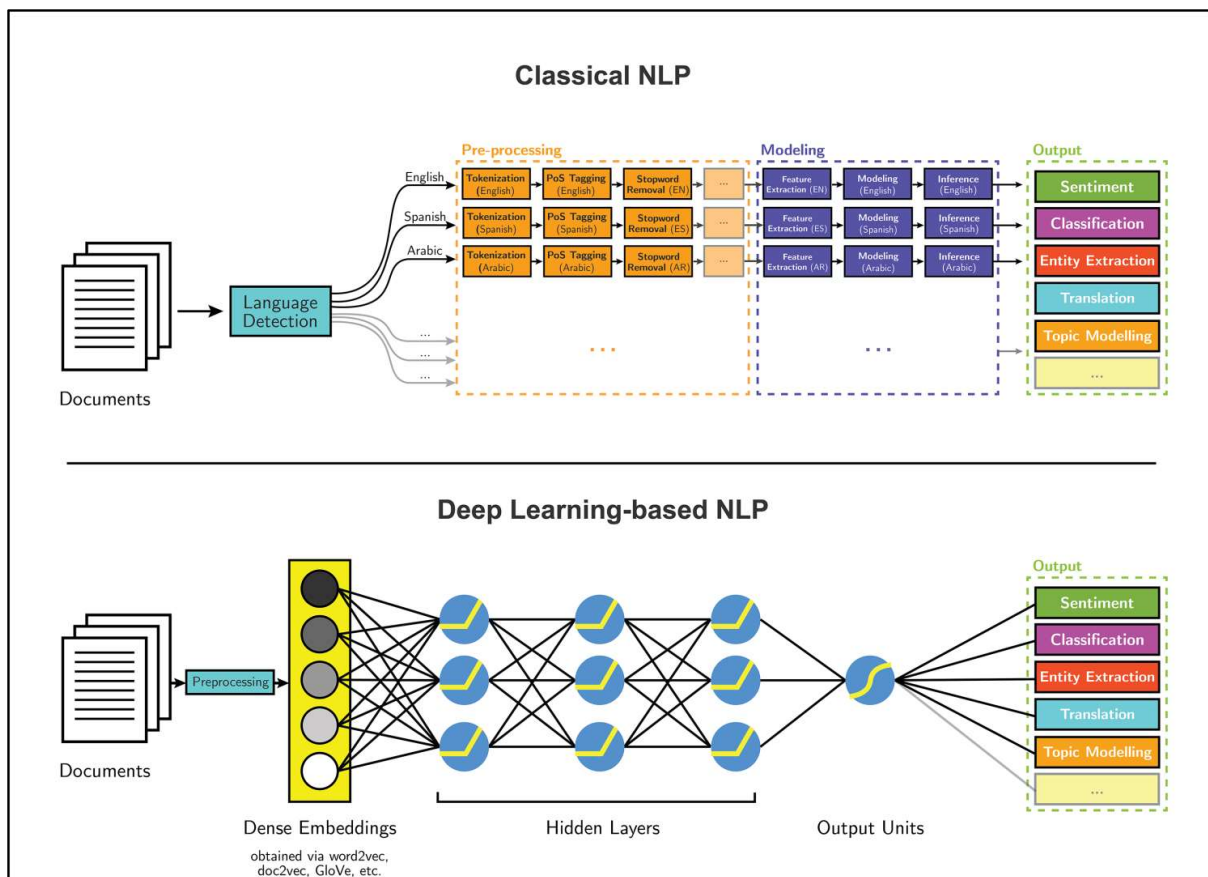 Classical NLP
Pre-processing
Modeling
Output
English
Tokenization
(English)
PoS Tagging
(English)
Stopword
Removal (EN)
...
Feature
Extraction (EN)
Modeling
(English)
Inference
(English)
Sentiment
Spanish
Tokenization
(Spanish)
PoS Tagging
(Spanish)
Stopword
Removal (ES)
...
Feature
Extraction (ES)
Modeling
(Spanish)
Inference
(Spanish)
Classification
Arabic
Tokenization
(Arabic)
PoS Tagging
(Arabic)
Stopword
Removal (AR)
...
Feature
Extraction (AR)
Modeling
(Arabic)
Inference
(Arabic)
Entity Extraction
Language
Detection
Translation
...
...
...
...
...
Topic Modelling
...
Documents
Deep Learning-based NLP
Output
Sentiment
Classification
Preprocessing
Entity Extraction
Translation
Topic Modelling
...
Documents
Dense Embeddings
obtained via word2vec,
doc2vec, GloVe, etc.
Hidden Layers
Output Units